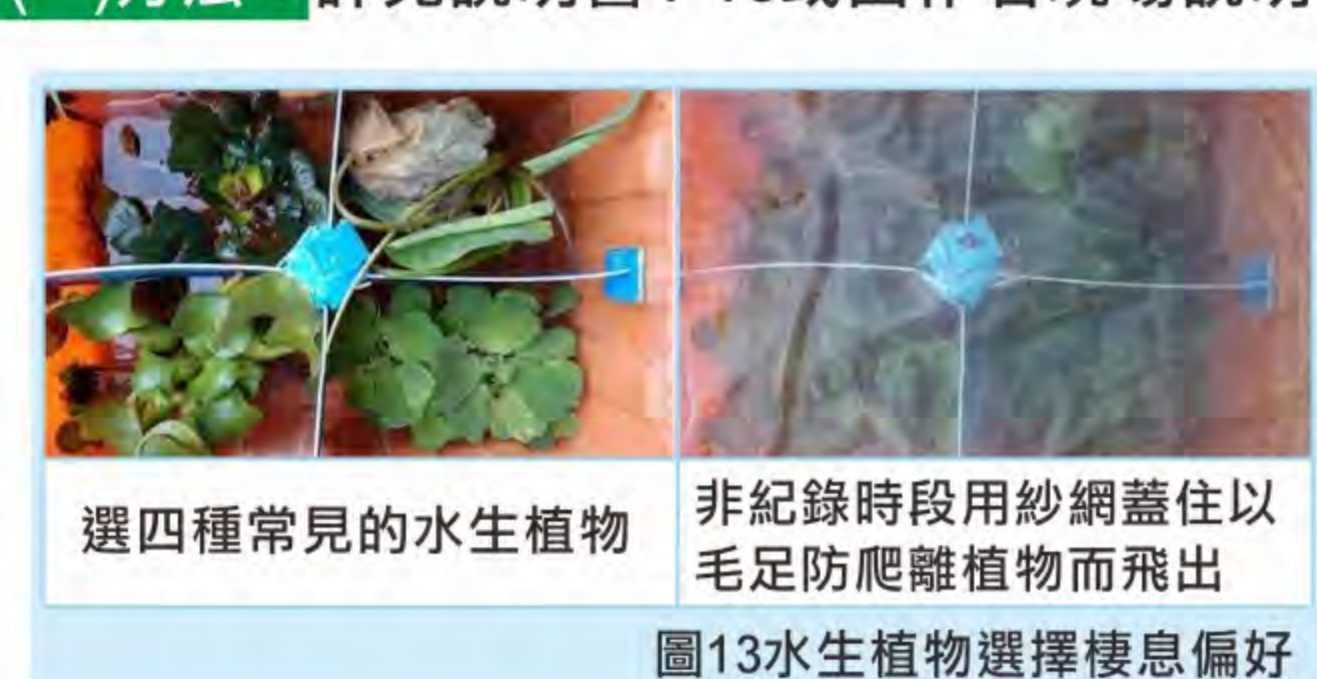 方法
選四種常見的水生植物
非紀錄時段用紗網蓋住以
毛足防爬離植物而飛出
圖13水生植物選擇棲息偏好